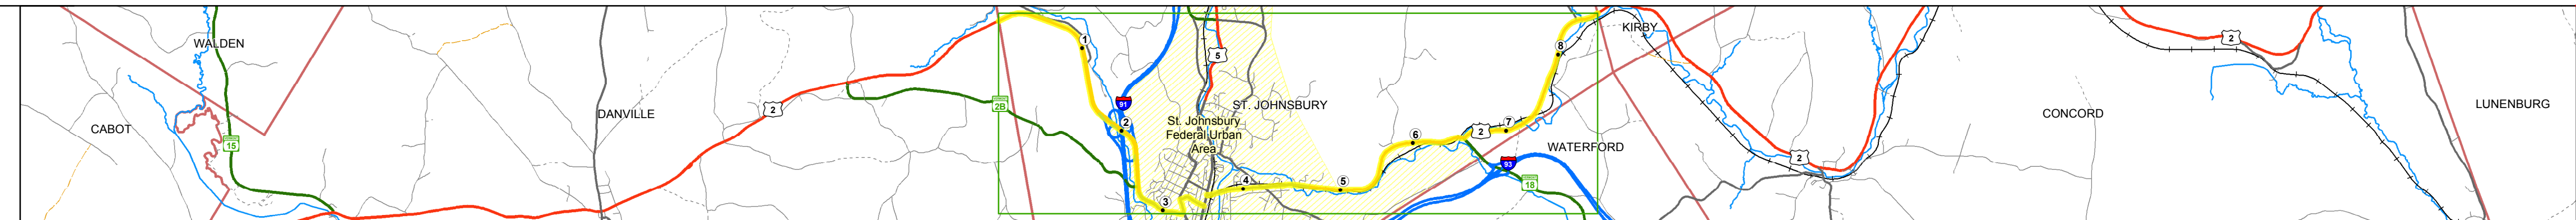 WALDEN
CABOT
15
DANVILLE
2
2B
1
91
2
5
ST. JOHNSBURY
St. Johnsbury
Federal Urban
Area
3
4
5
6
2
7
8
93
18
KIRBY
WATERFORD
2
CONCORD
2
LUNENBURG